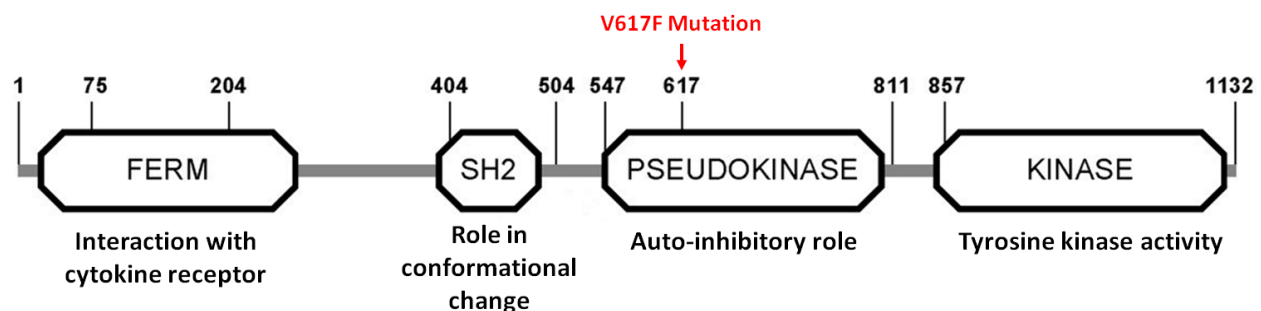 V617F Mutation
1 75 204 404 504 547 617 811 857 1132
FERM SH2 PSEUDOKINASE KINASE
Interaction with
cytokine receptor
Role in
conformational
change
Auto-inhibitory role
Tyrosine kinase activity